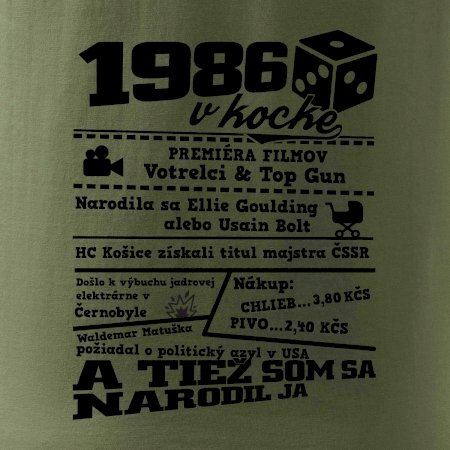 1986
v kocke
PREMIÉRA FILMOV
Votrelci & Top Gun
Narodila sa Ellie Goulding
alebo Usain Bolt
HC Košice získali titul majstra ČSSR
Došlo k výbuchu jadrovej
elektrárne v
Černobyle
Nákup:
CHLIEB...3,80 KČS
PIVO...2,40 KČS
Waldemar Matuška
požiadal o politický azyl v USA
A TIEŽ SOM SA
NARODIL JA